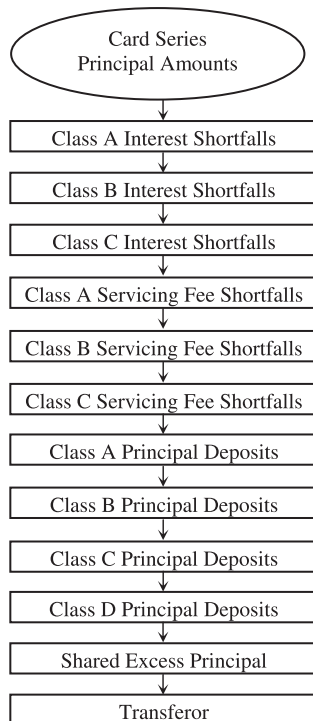 Card Series
Principal Amounts
Class A Interest Shortfalls
Class B Interest Shortfalls
Class C Interest Shortfalls
Class A Servicing Fee Shortfalls
Class B Servicing Fee Shortfalls
Class C Servicing Fee Shortfalls
Class A Principal Deposits
Class B Principal Deposits
Class C Principal Deposits
Class D Principal Deposits
Shared Excess Principal
Transferor